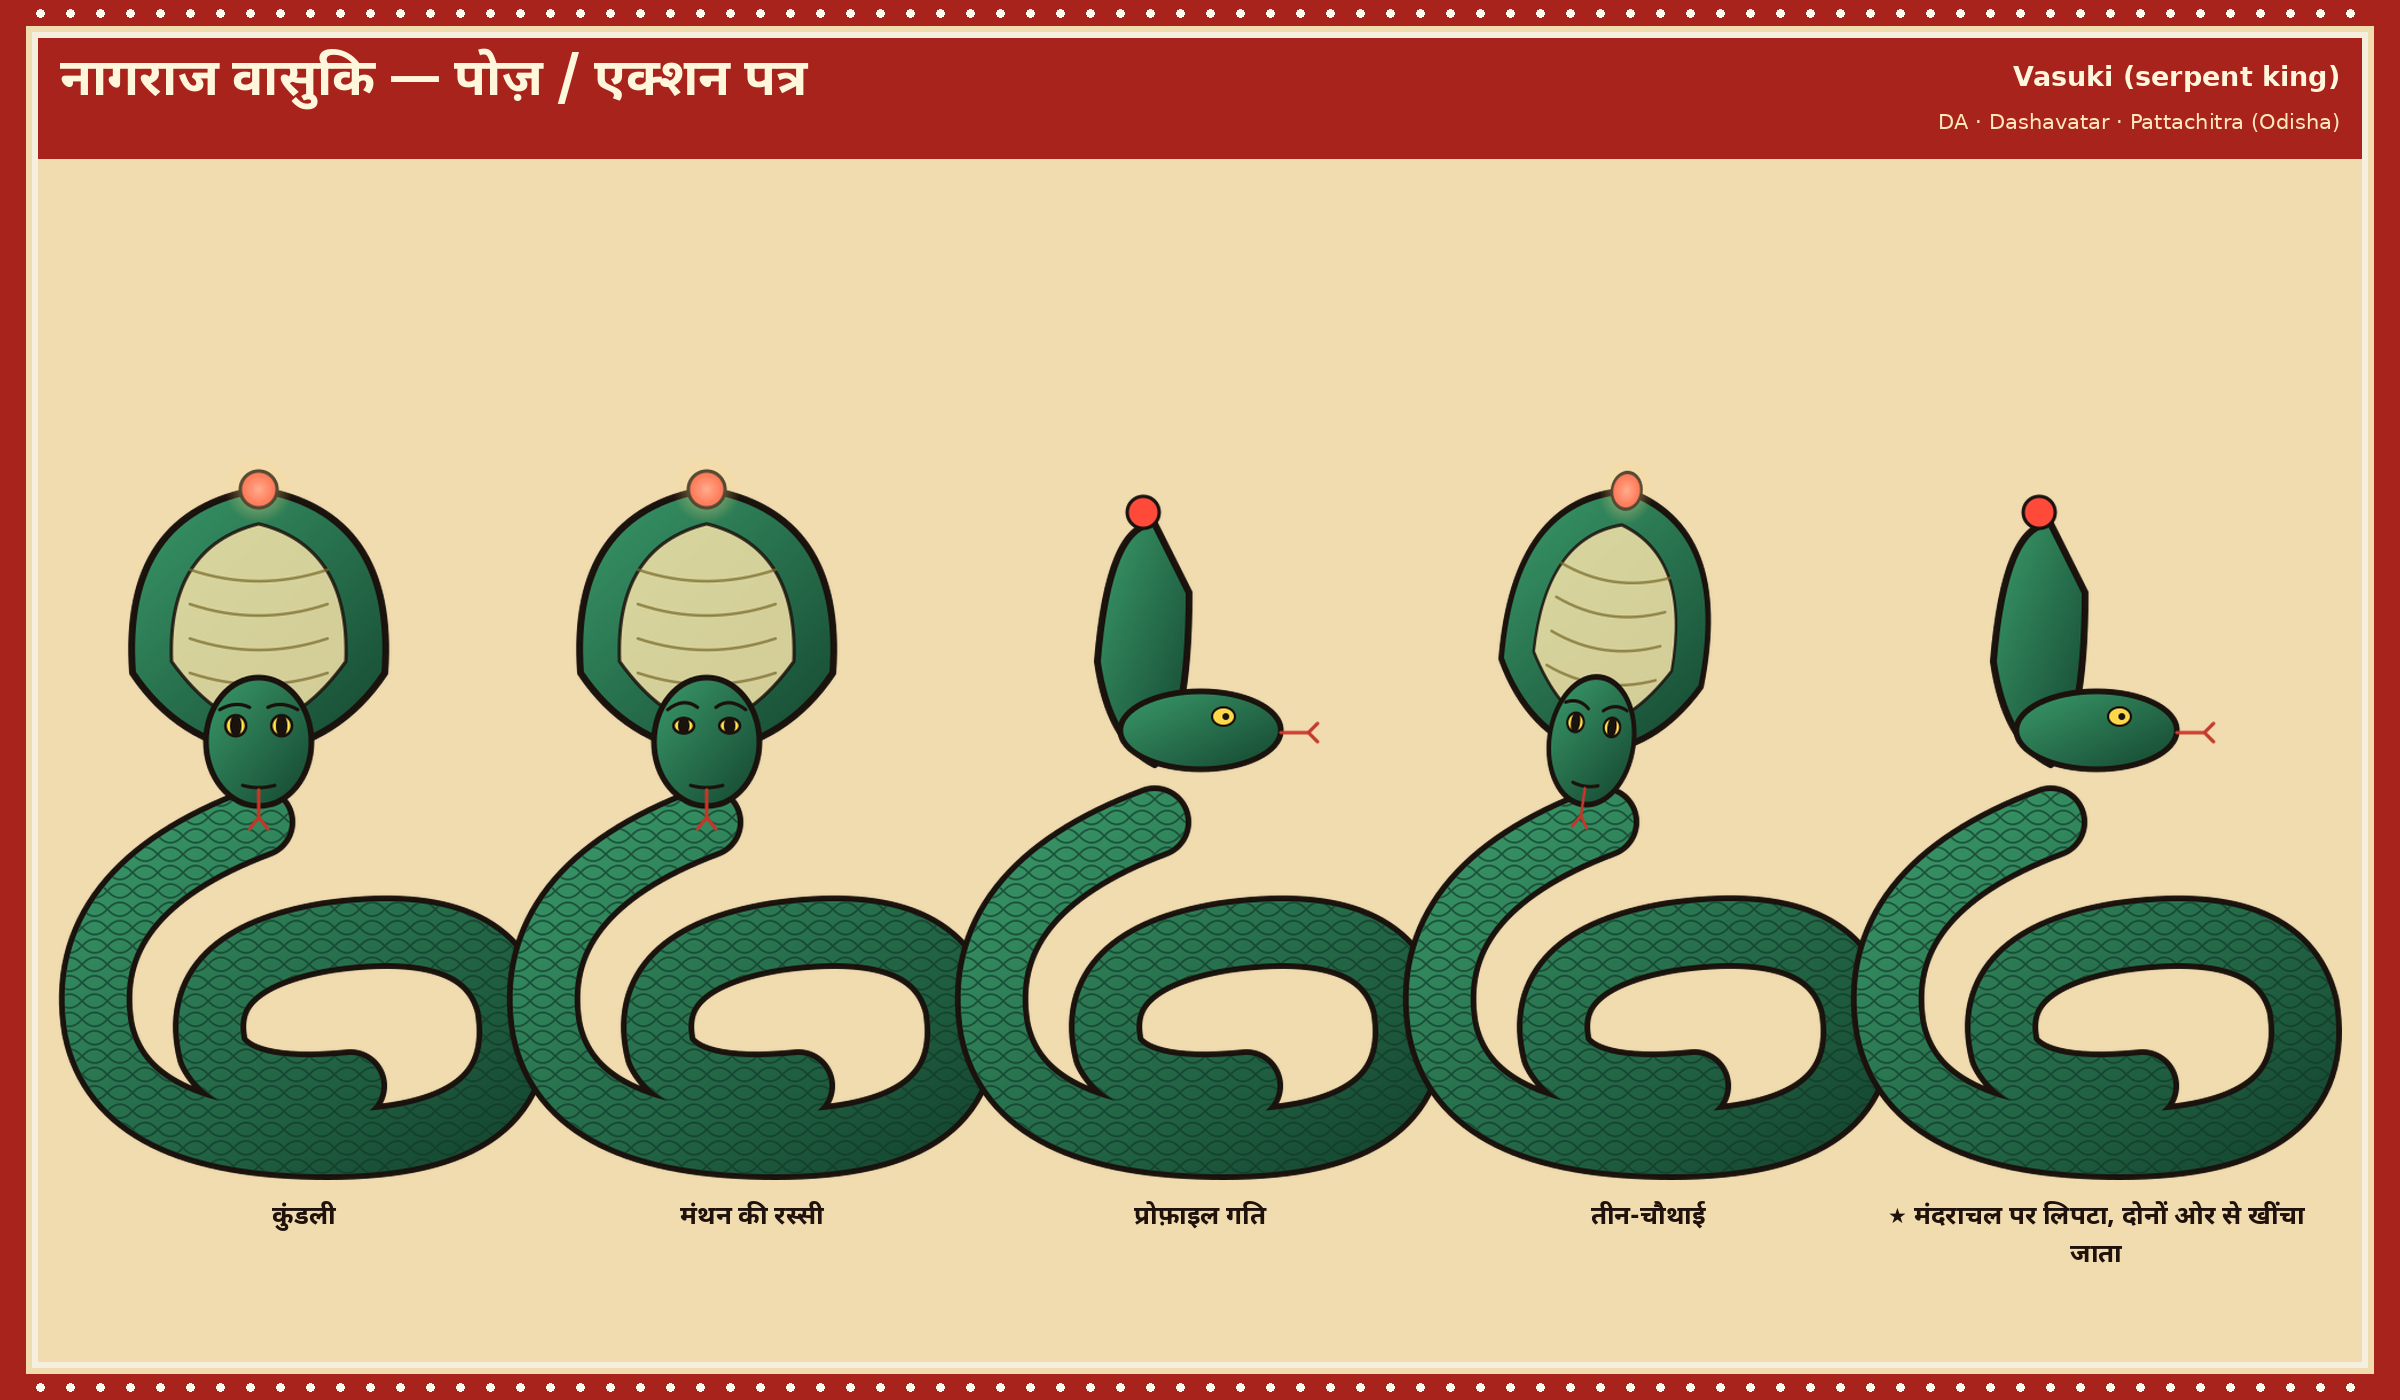 नागराज वासुकि — पोज़ / एक्शन पत्र
Vasuki (serpent king)
DA · Dashavatar · Pattachitra (Odisha)
कुंडली
मंथन की रस्सी
प्रोफ़ाइल गति
तीन-चौथाई
★ मंदराचल पर लिपटा, दोनों ओर से खींचा
जाता